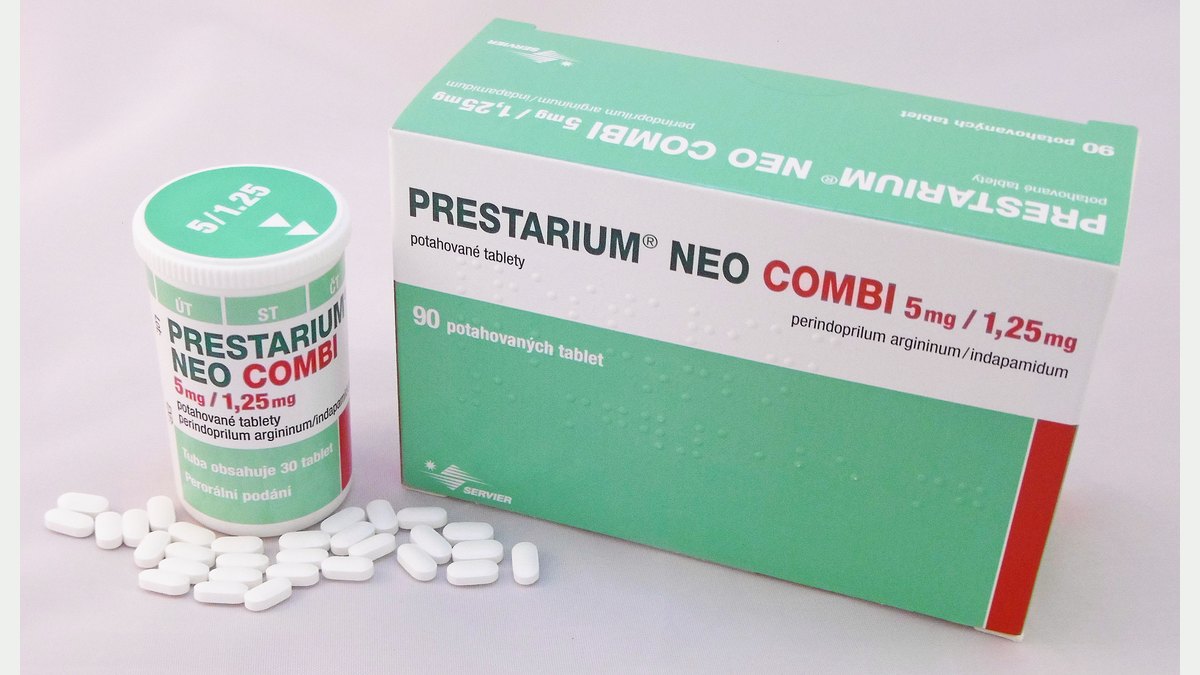 5/1.25
ÚT ST ČT
PRESTARIUM
NEO COMBI
5mg / 1,25mg
potahované tablety
perindoprilum argininum/indapam
Tuba obsahuje 30 tablet
Perorální podání
SERVIER
perindoprilum argininum/indapamidum
PRESTARIUM® NEO COMBI 5mg / 1,25mg
potahované tablety
90 potahovaných tablet
PRESTARIUM® NEO COMBI 5mg / 1,25mg
potahované tablety
perindoprilum argininum/indapamidum
90 potahovaných tablet
SERVIER